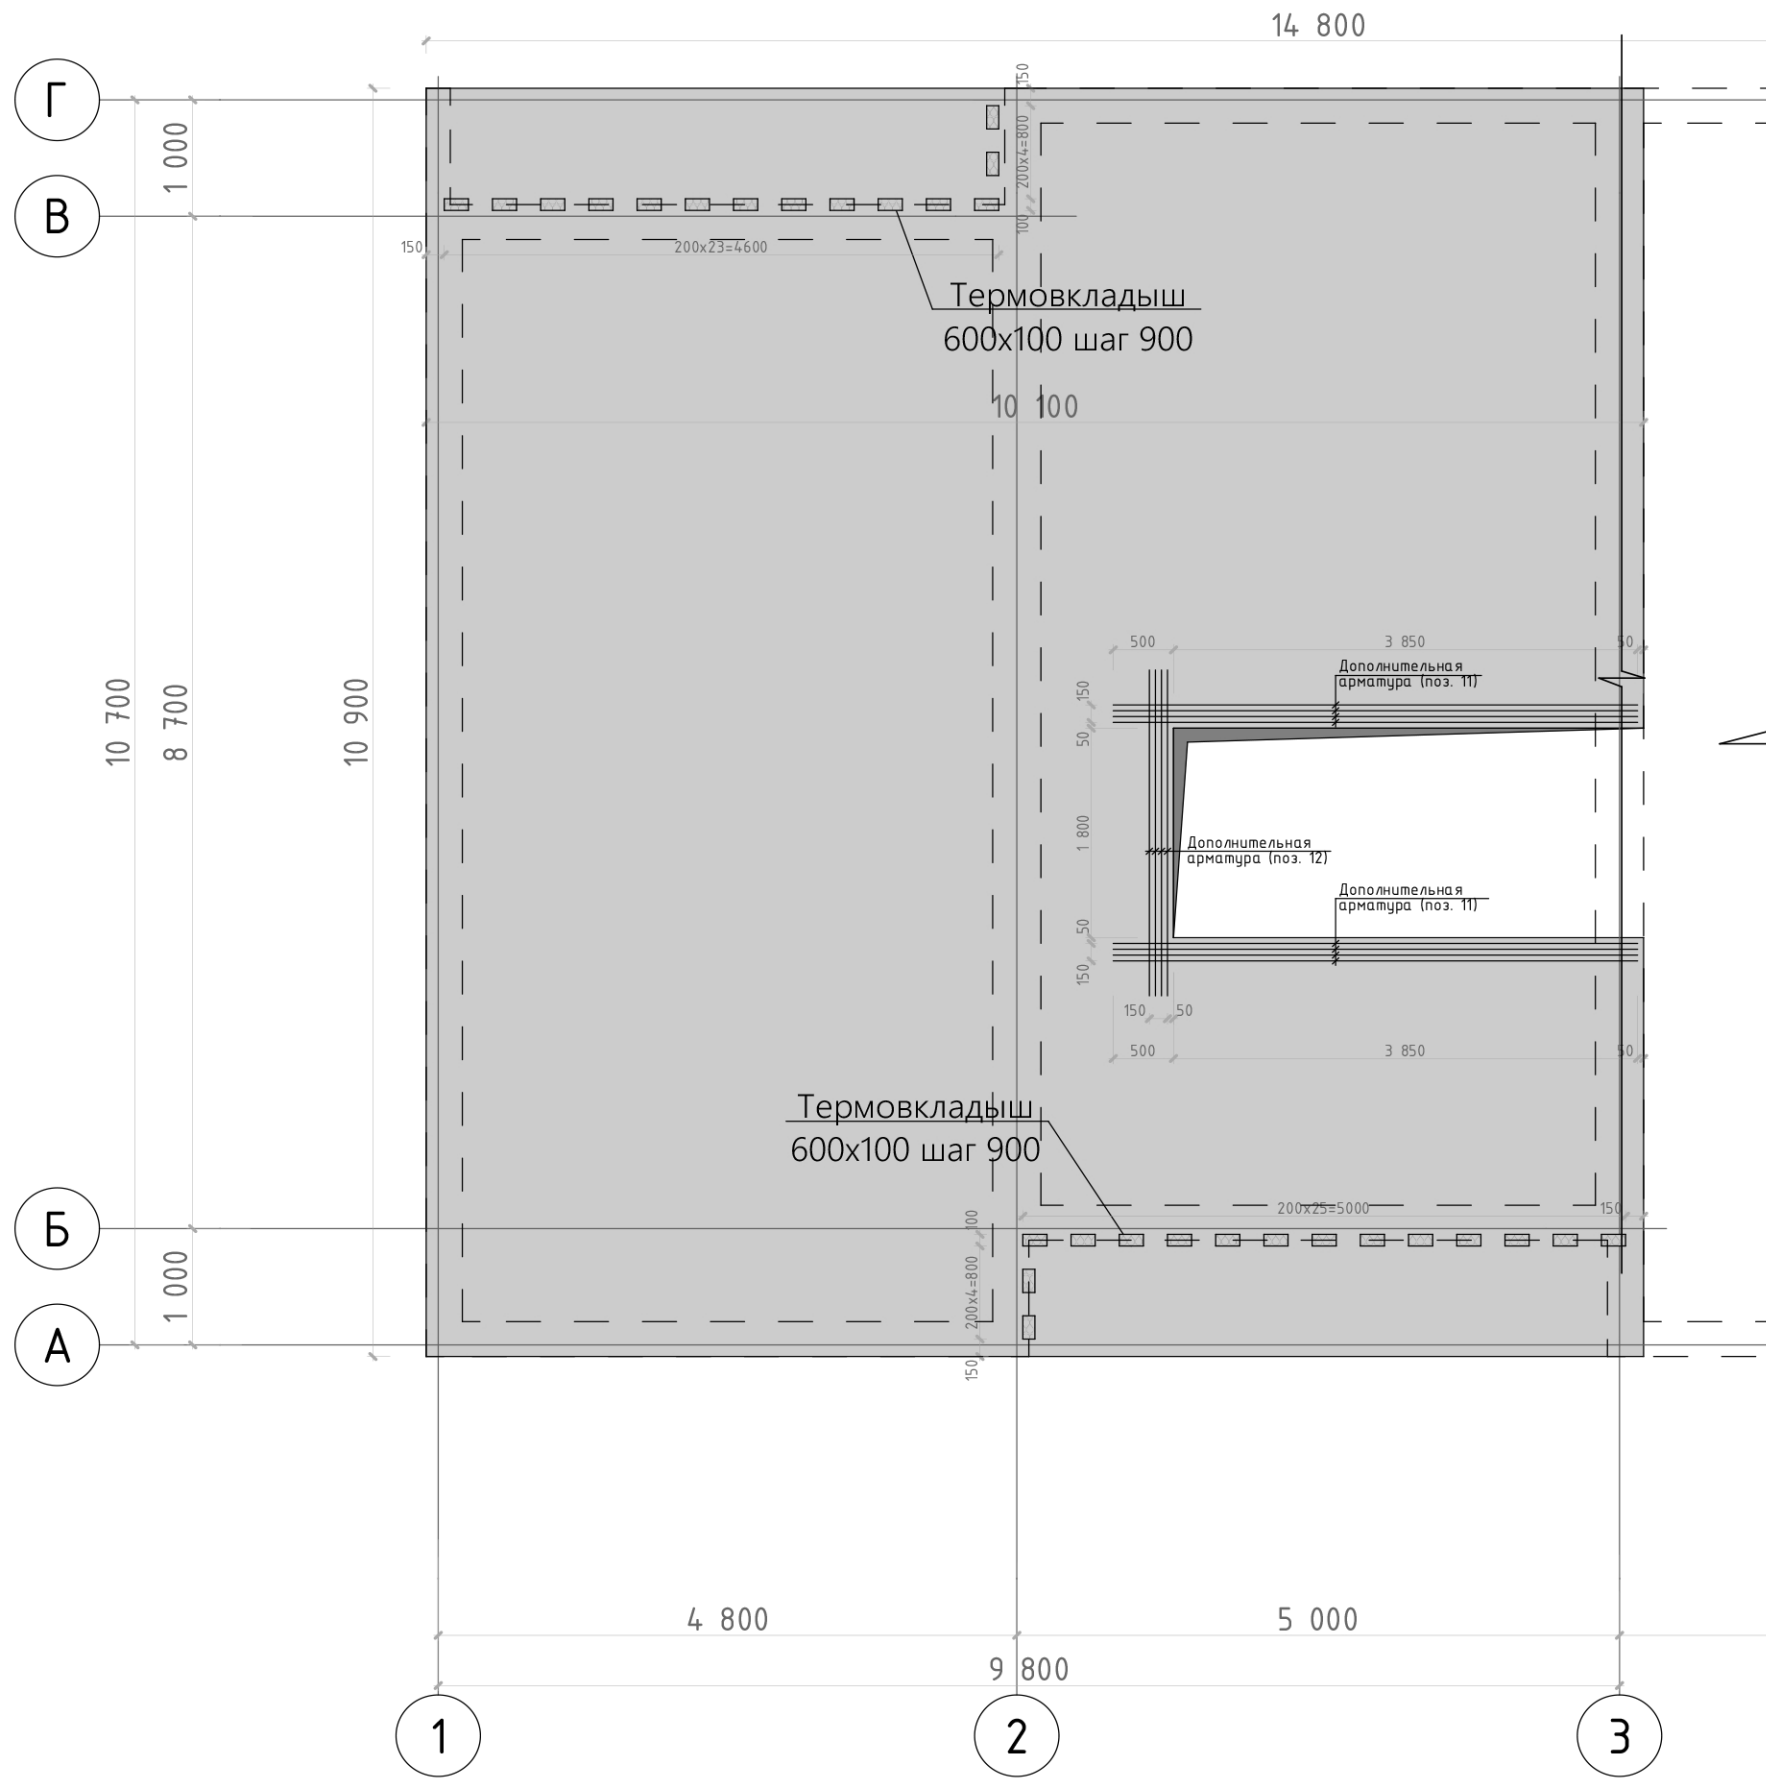 14 800
Г
150
1 000
200x4=800
В
100
150
200x23=4600
Термовкладыш
600x100 шаг 900
10 100
500
3 850
50
Дополнительная
арматура (поз. 11)
150
50
10 700
8 700
10 900
1 800
Дополнительная
арматура (поз. 12)
Дополнительная
арматура (поз. 11)
50
150
150
50
500
3 850
50
Термовкладыш
600x100 шаг 900
200x25=5000
150
100
Б
200x4=800
1 000
А
150
4 800
5 000
9 800
1
2
3